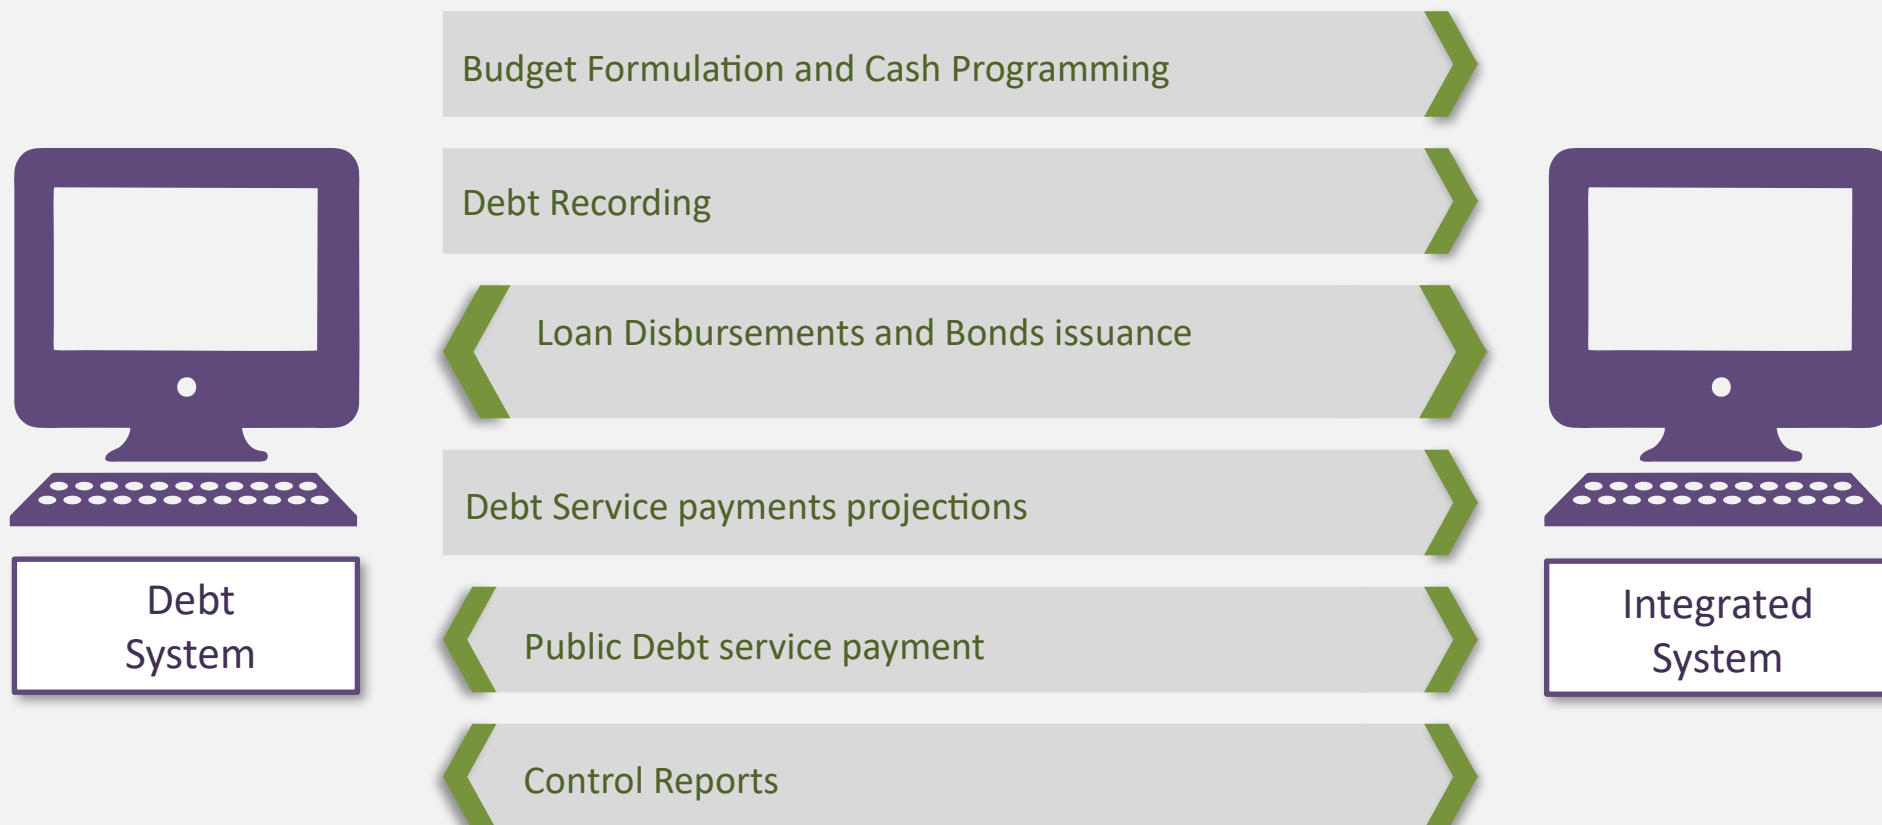 Budget Formulation and Cash Programming
Debt Recording
Loan Disbursements and Bonds issuance
Debt Service payments projections
Public Debt service payment
Control Reports
Debt
System
Integrated
System